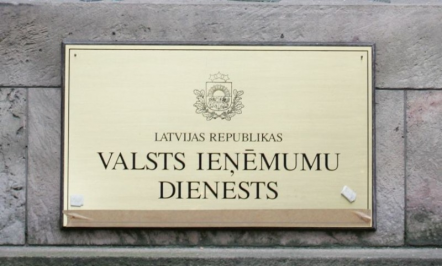 LATVIJAS REPUBLIKAS
VALSTS IEŅĒMUMU
DIENESTS